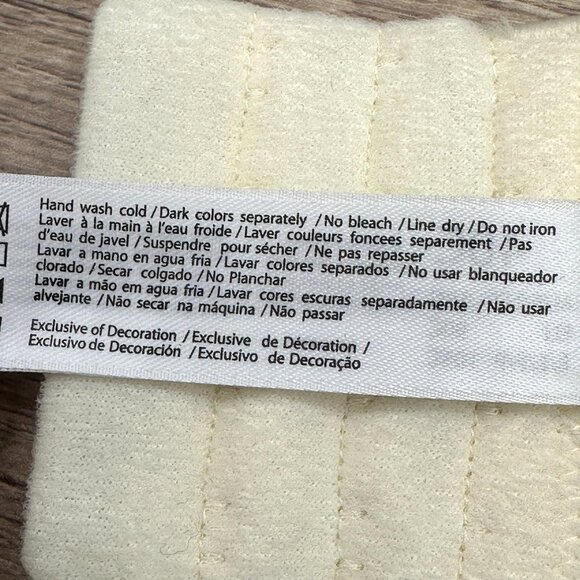 Hand wash cold /Dark colors separately /No bleach /Line dry /Do not iron
Laver à la main à l'eau froide /Laver couleurs foncees separement /Pas
d'eau de javel /Suspendre pour sécher /Ne pas repasser
Lavar a mano en agua fria /Lavar colores separados /No usar blanqueador
clorado /Secar colgado /No Planchar
Lavar a mão em agua fria /Lavar cores escuras separadamente /Não usar
alvejante /Não secar na máquina /Não passar
Exclusive of Decoration /Exclusive de Décoration /
Exclusivo de Decoración /Exclusivo de Decoração